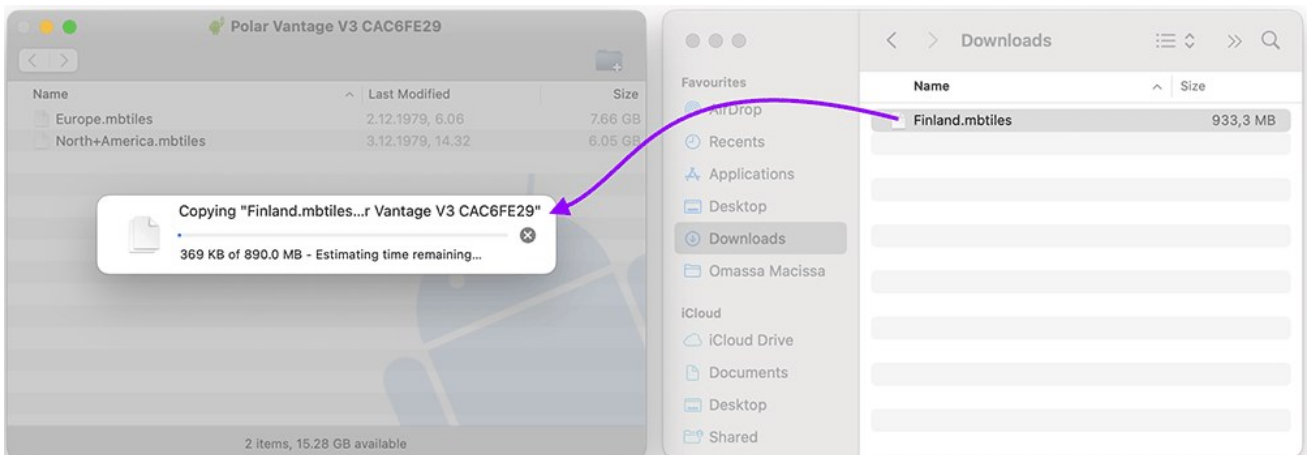 Polar Vantage V3 CAC6FE29
Name Last Modified Size
Europe.mbtiles 2.12.1979, 6.06 7.66 GB
North+America.mbtiles 3.12.1979, 14.32 6.05 GB
Copying "Finland.mbtiles...r Vantage V3 CAC6FE29"
369 KB of 890.0 MB - Estimating time remaining...
2 items, 15.28 GB available
Downloads
Favourites
AirDrop
Recents
Applications
Desktop
Downloads
Omassa Macissa
iCloud
iCloud Drive
Documents
Desktop
Shared
Name Size
Finland.mbtiles 933,3 MB